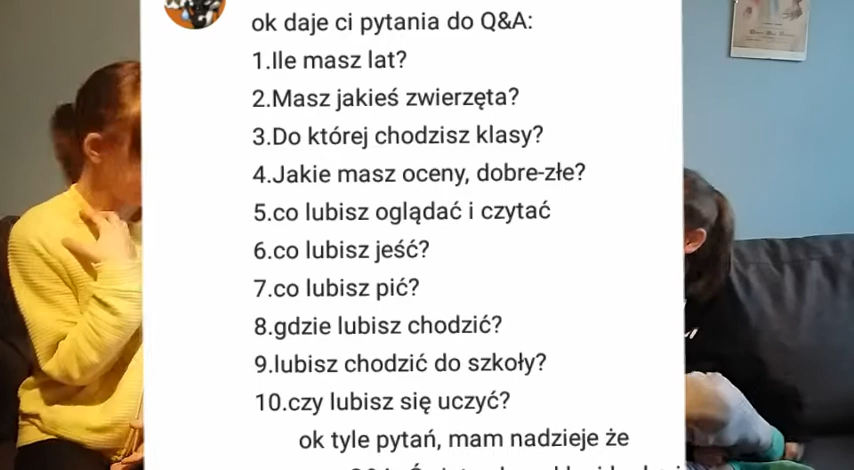 ok daje ci pytania do Q&A:
1.Ile masz lat?
2.Masz jakieś zwierzęta?
3.Do której chodzisz klasy?
4.Jakie masz oceny, dobre-złe?
5.co lubisz oglądać i czytać
6.co lubisz jeść?
7.co lubisz pić?
8.gdzie lubisz chodzić?
9.lubisz chodzić do szkoły?
10.czy lubisz się uczyć?
ok tyle pytań, mam nadzieje że